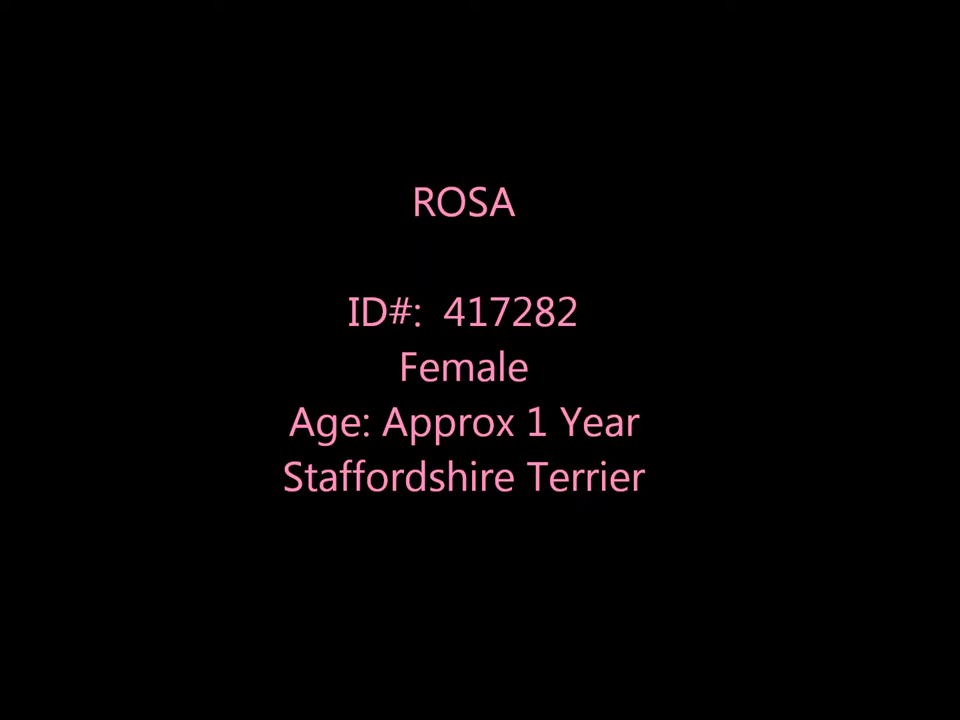 ROSA
ID#:  417282
Female
Age: Approx 1 Year
Staffordshire Terrier